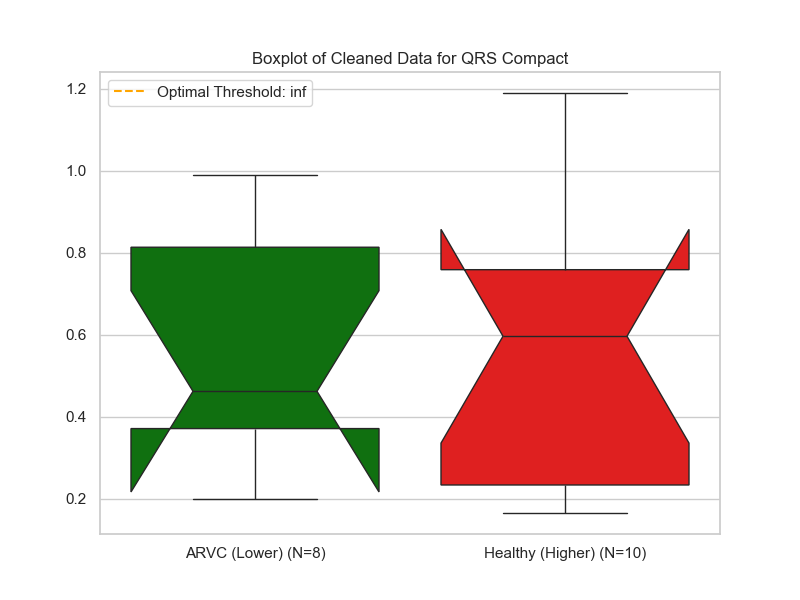 Boxplot of Cleaned Data for QRS Compact
Optimal Threshold: inf
1.2
1.0
0.8
0.6
0.4
0.2
ARVC (Lower) (N=8)
Healthy (Higher) (N=10)